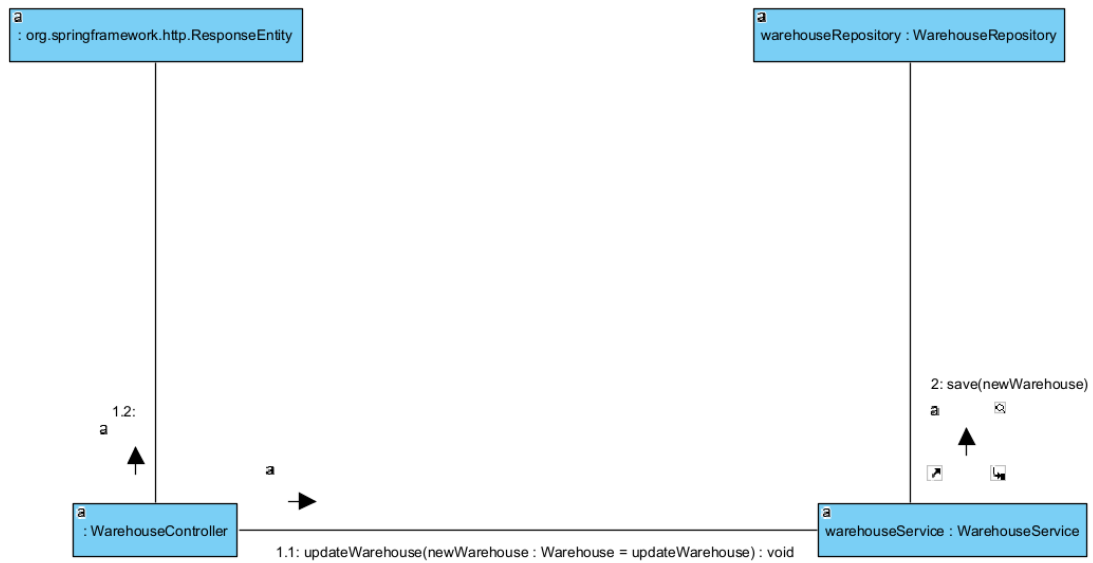 a
: org.springframework.http.ResponseEntity
a
warehouseRepository : WarehouseRepository
2: save(newWarehouse)
a
1.2:
a
a
a
: WarehouseController
a
warehouseService : WarehouseService
1.1: updateWarehouse(newWarehouse : Warehouse = updateWarehouse) : void